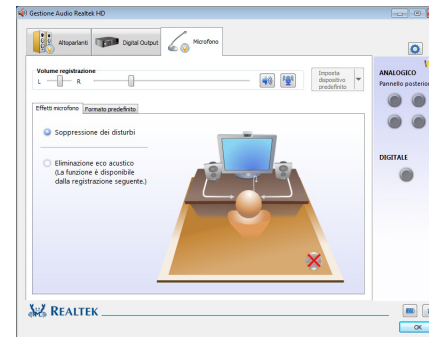 Gestione Audio Realtek HD
Altoparlanti
Digital Output
Microfono
Volume registrazione
L
R
Imposta
dispositivo
predefinito
Effetti microfono
Formato predefinito
Soppressione dei disturbi
Eliminazione eco acustico
(La funzione è disponibile
dalla registrazione seguente.)
ANALOGICO
Pannello posterior
DIGITALE
REALTEK
OK